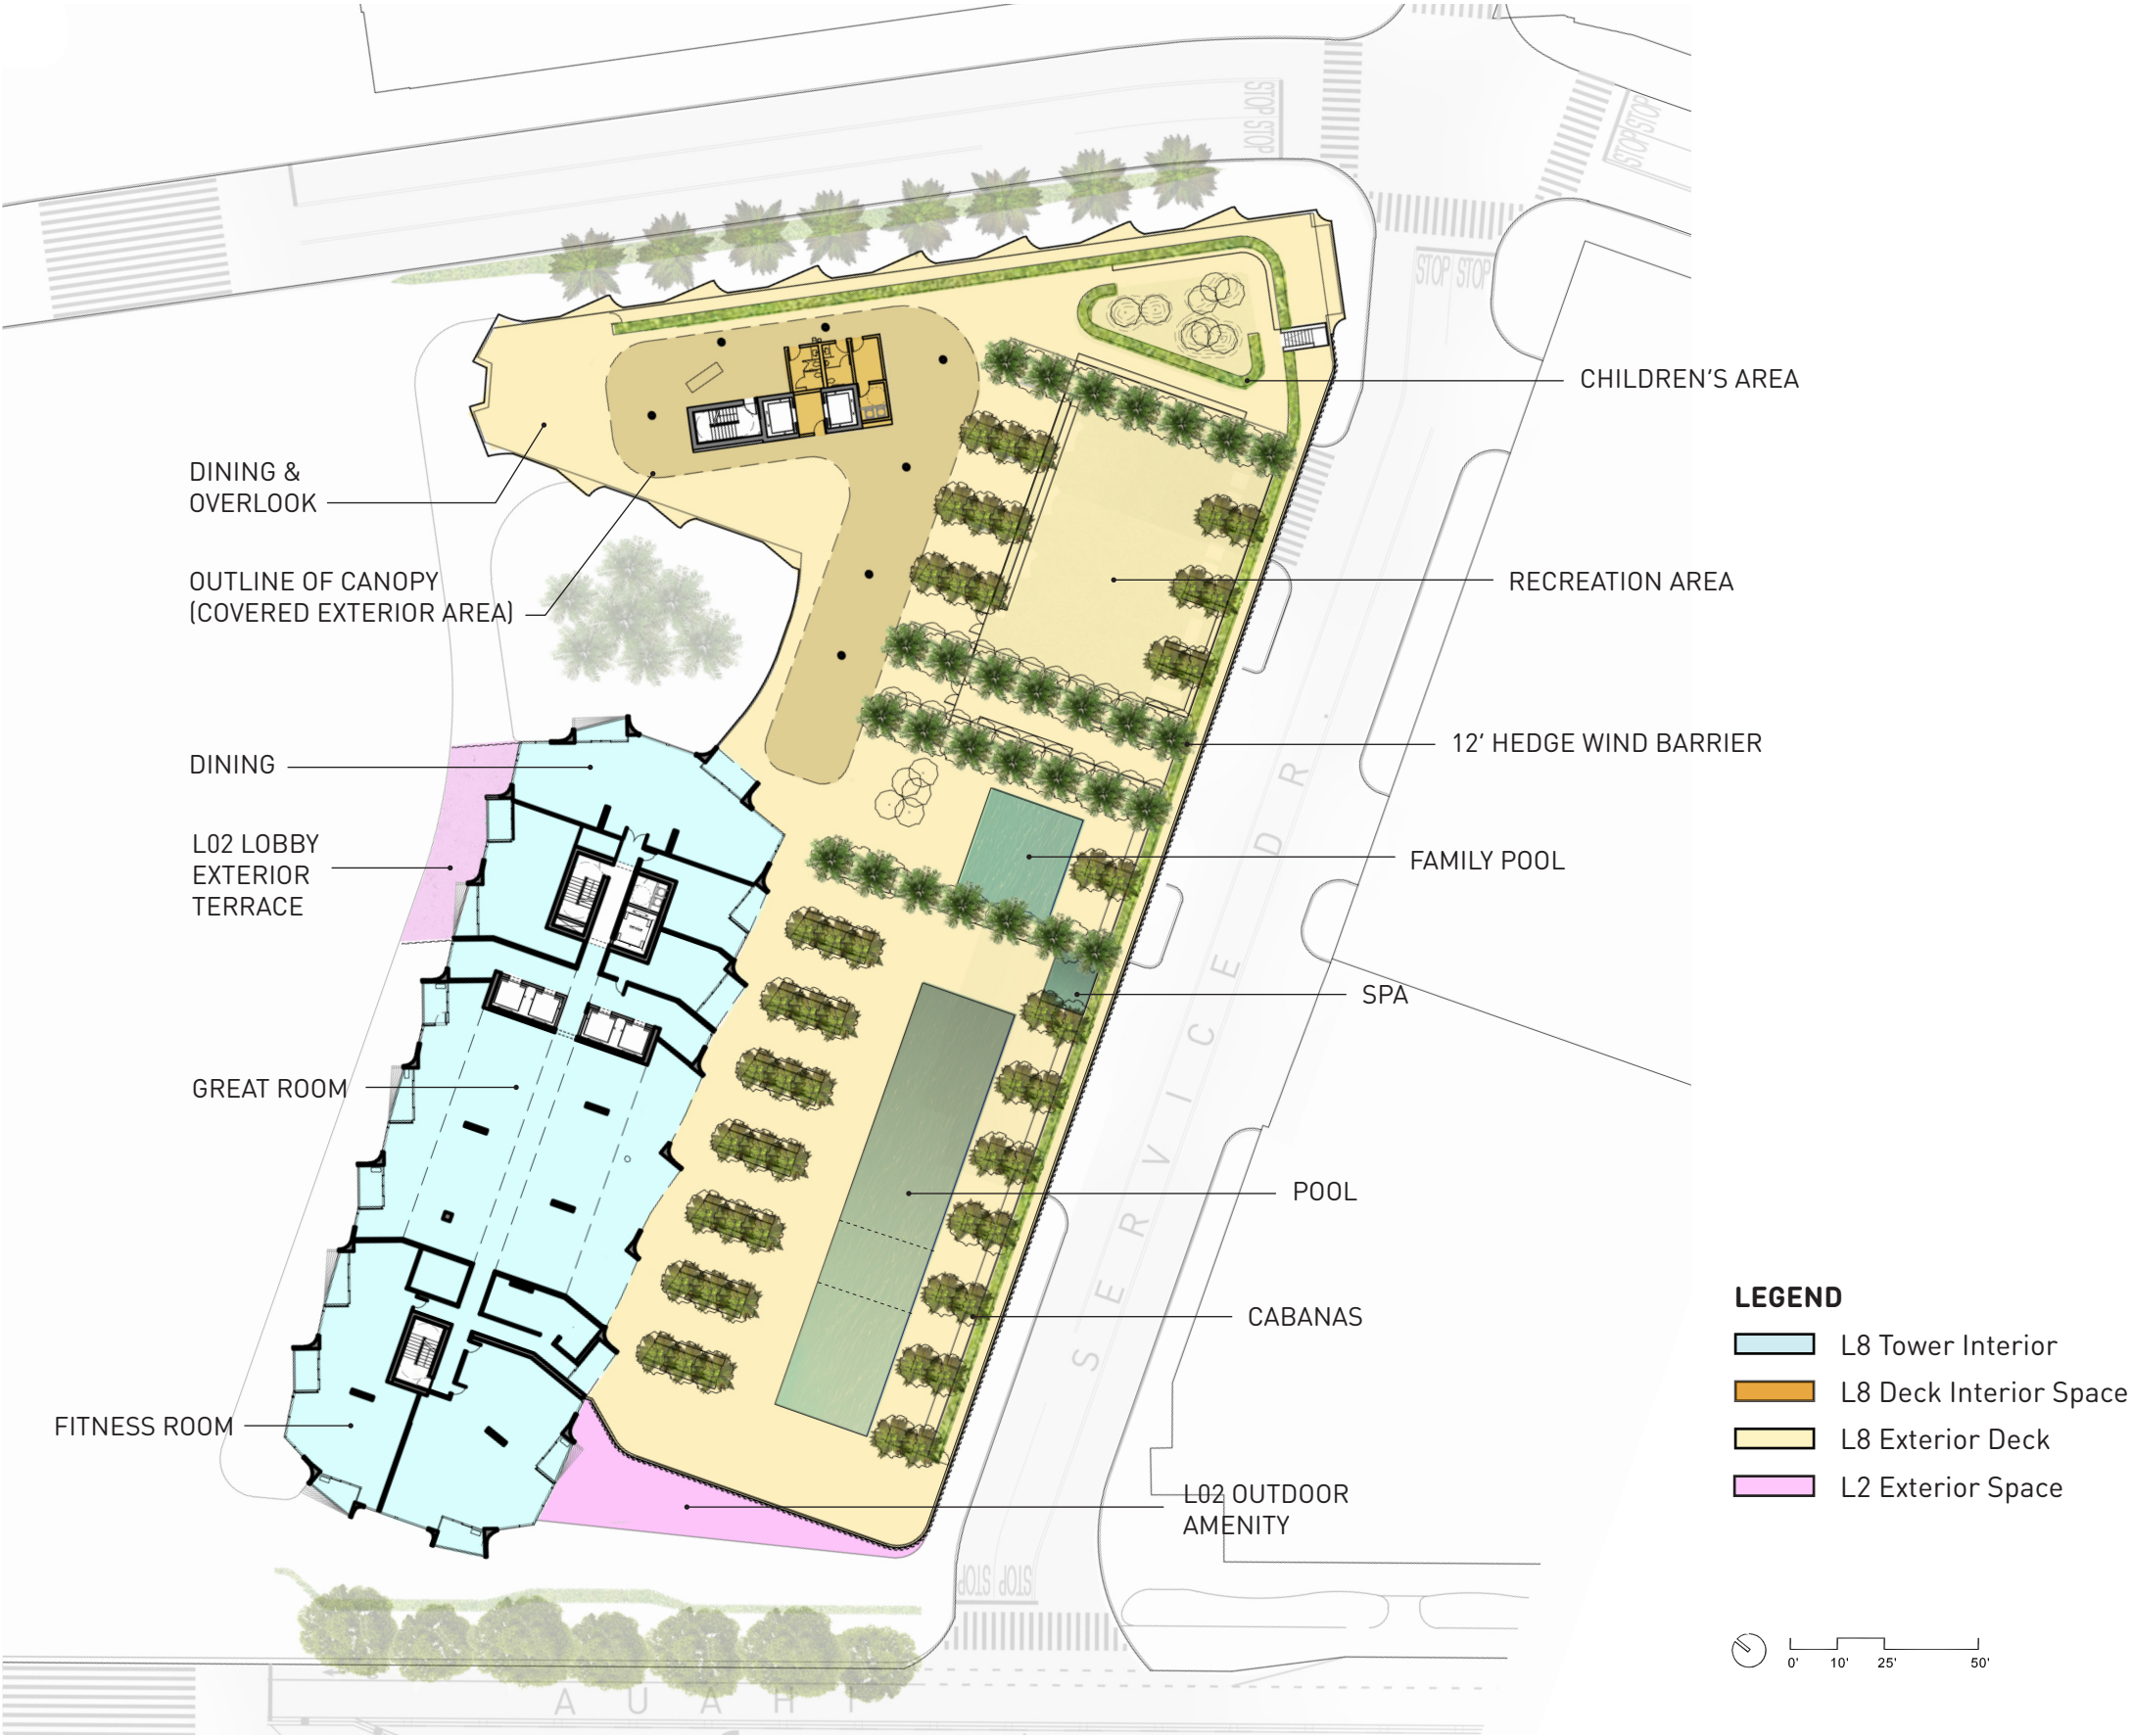 STOP STOP
STOP STOP
STOP STOP
CHILDREN'S AREA
DINING &
OVERLOOK
OUTLINE OF CANOPY
(COVERED EXTERIOR AREA)
RECREATION AREA
12' HEDGE WIND BARRIER
DINING
L02 LOBBY
EXTERIOR
TERRACE
FAMILY POOL
SPA
GREAT ROOM
POOL
CABANAS
FITNESS ROOM
L02 OUTDOOR
AMENITY
SERVICE DR.
STOP STOP
AUAHI
LEGEND
L8 Tower Interior
L8 Deck Interior Space
L8 Exterior Deck
L2 Exterior Space
0' 10' 25' 50'